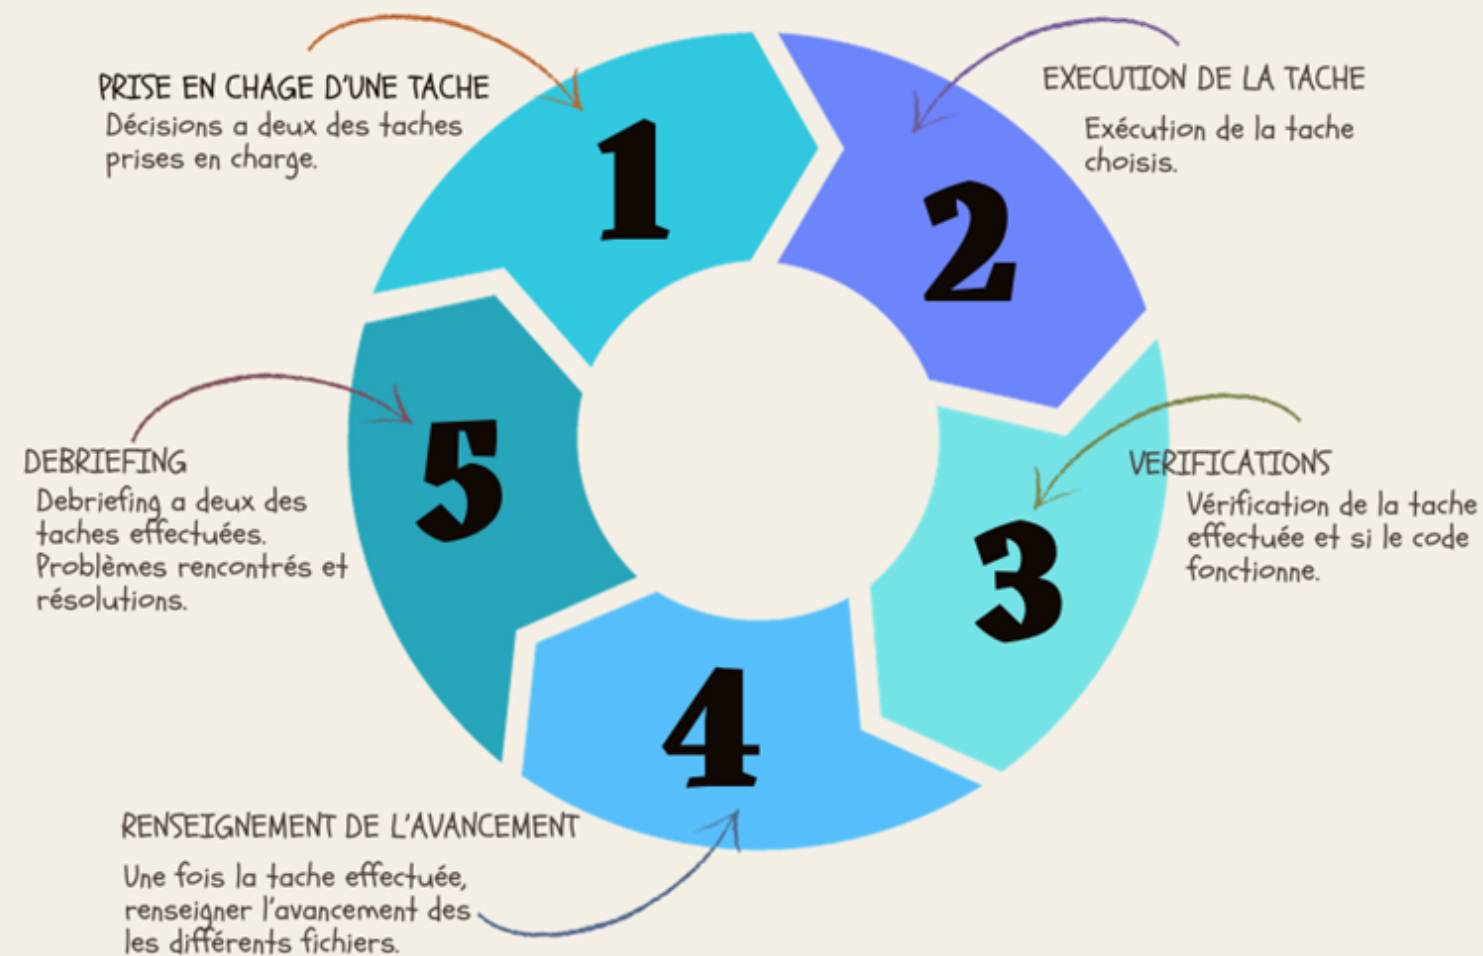 PRISE EN CHAGE D'UNE TACHE
Décisions a deux des taches
prises en charge.
1
EXECUTION DE LA TACHE
Exécution de la tache
choisis.
2
VERIFICATIONS
Vérification de la tache
effectuée et si le code
fonctionne.
3
4
RENSEIGNEMENT DE L'AVANCEMENT
Une fois la tache effectuée,
renseigner l'avancement des
les différents fichiers.
5
DEBRIEFING
Debriefing a deux des
taches effectuées.
Problèmes rencontrés et
résolutions.